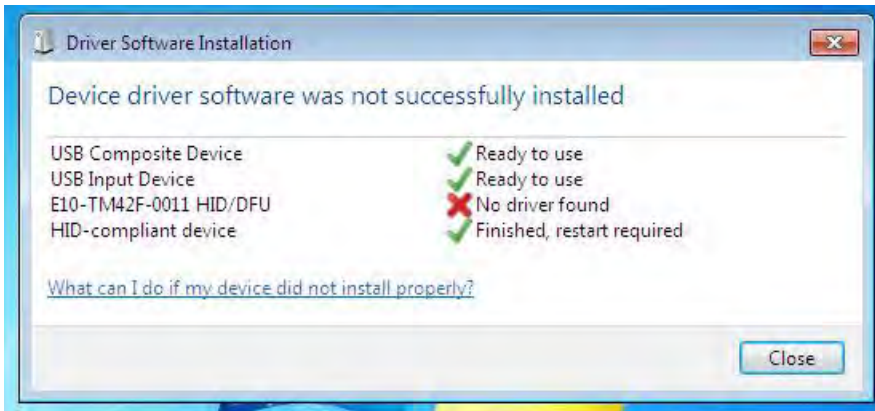 Driver Software Installation
Device driver software was not successfully installed
USB Composite Device Ready to use
USB Input Device Ready to use
E10-TM42F-0011 HID/DFU No driver found
HID-compliant device Finished, restart required
What can I do if my device did not install properly?
Close